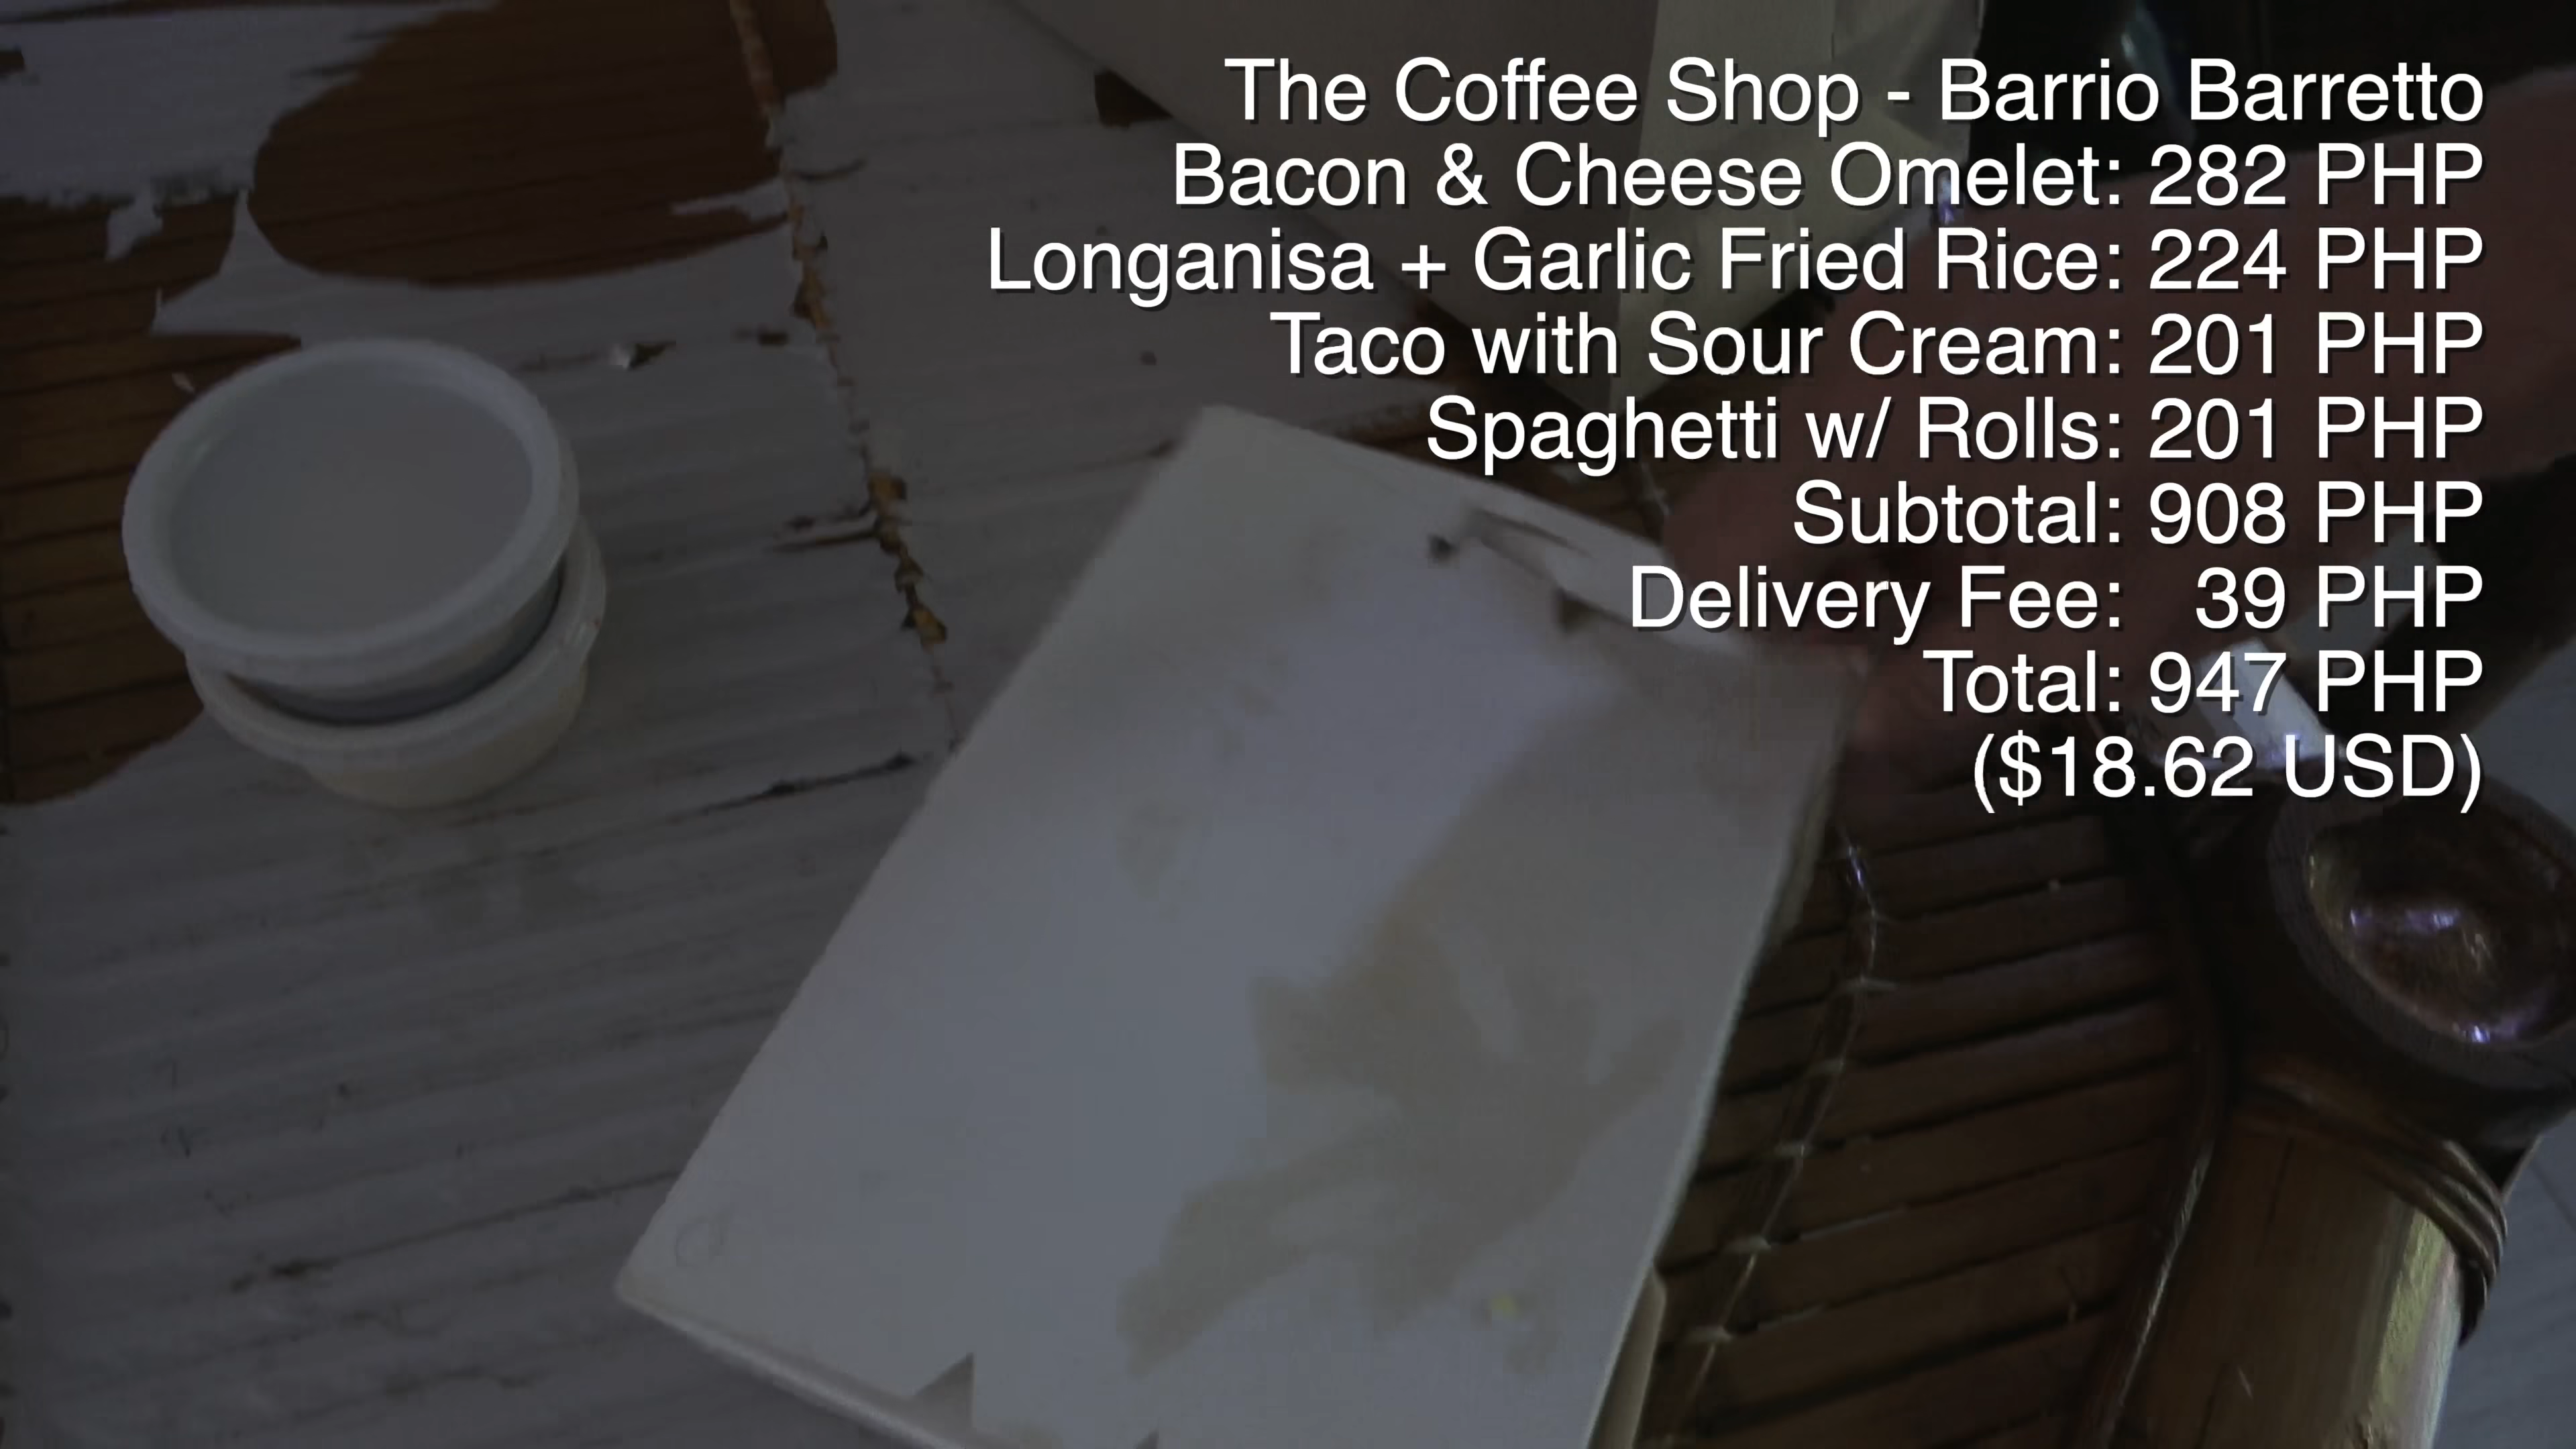 The Coffee Shop - Barrio Barretto
Bacon & Cheese Omelet: 282 PHP
Longanisa + Garlic Fried Rice: 224 PHP
Taco with Sour Cream: 201 PHP
Spaghetti w/ Rolls: 201 PHP
Subtotal: 908 PHP
Delivery Fee: 39 PHP
Total: 947 PHP
($18.62 USD)